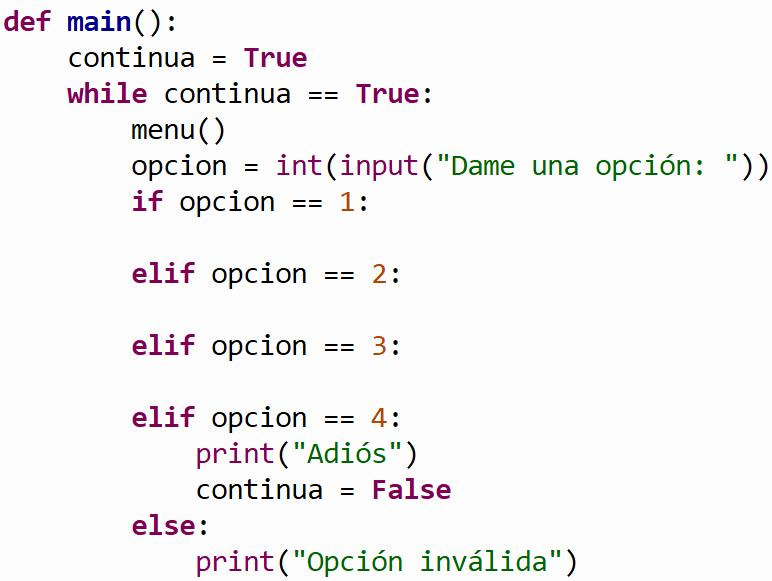 def main():
    continua = True
    while continua == True:
        menu()
        opcion = int(input("Dame una opción: "))
        if opcion == 1:
        elif opcion == 2:
        elif opcion == 3:
        elif opcion == 4:
            print("Adiós")
            continua = False
        else:
            print("Opción inválida")